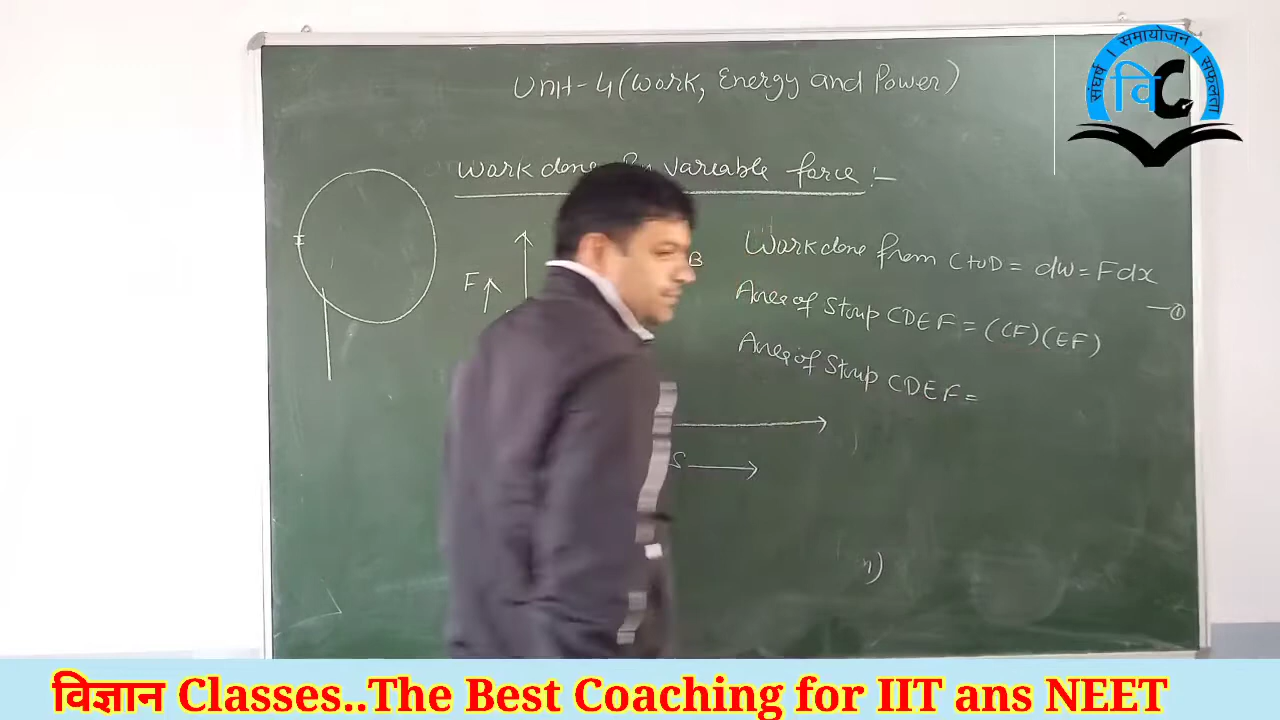 Unit-4 (Work, Energy and Power)
संघर्ष । समायोजन । सफलता
विC
Work done by variable force :-
F
B
Work done from C to D = dw = Fdx
—①
Area of Strip CDEF = (CF)(EF)
Area of Strip CDEF =
S
विज्ञान Classes..The Best Coaching for IIT ans NEET